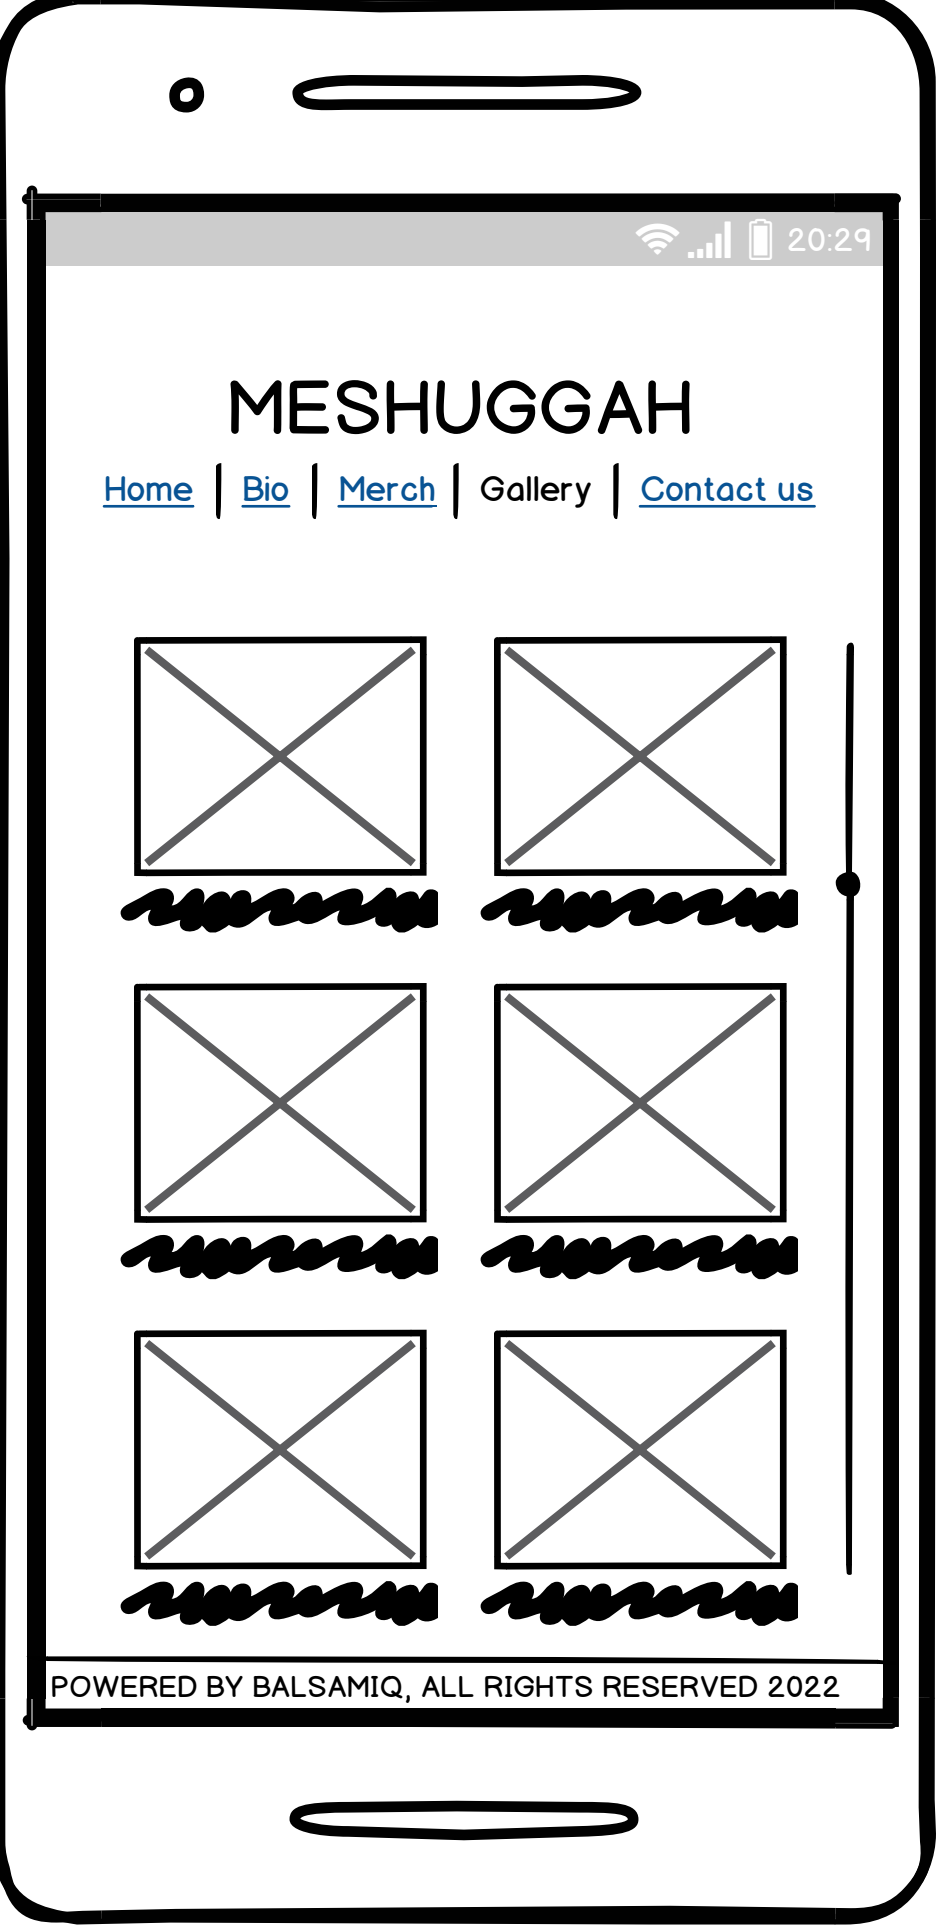 20:29
MESHUGGAH
Home | Bio | Merch | Gallery | Contact us
POWERED BY BALSAMIQ, ALL RIGHTS RESERVED 2022